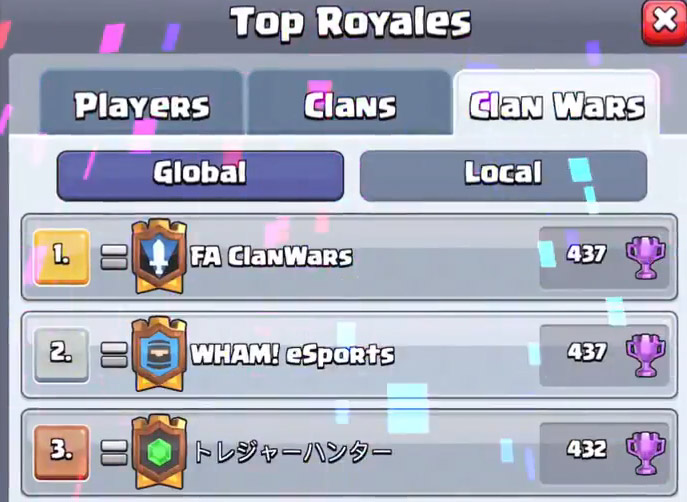 Top Royales
Players Clans Clan Wars
Global Local
1. FA ClanWars 437
2. WHAM! eSports 437
3. トレジャーハンター 432